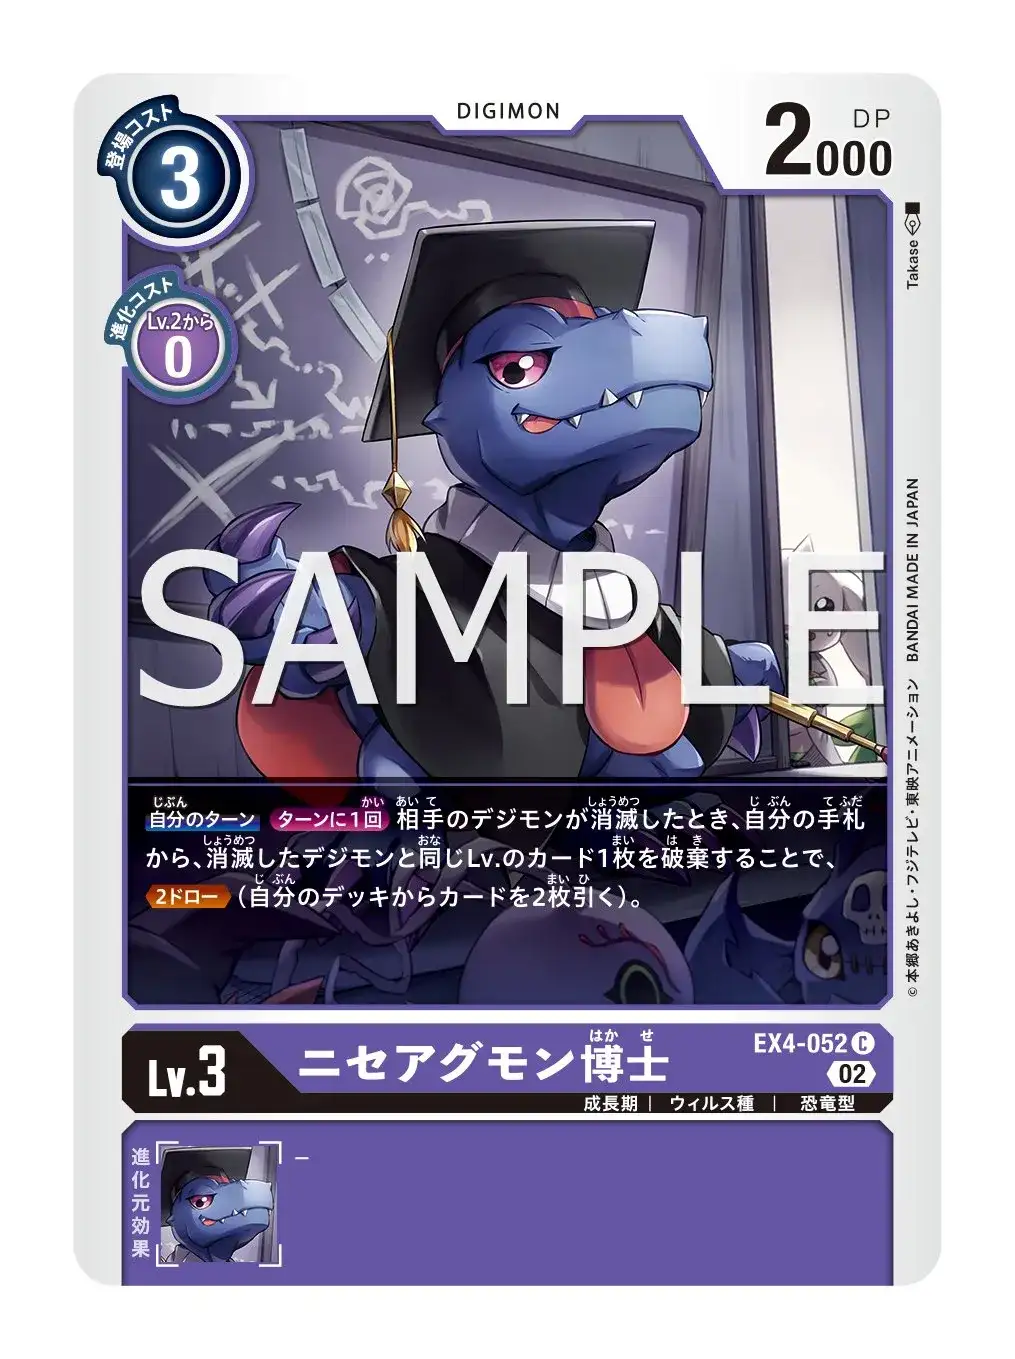 DIGIMON
登場コスト
3
2000
DP
進化コスト
Lv.2から
0
Takase
SAMPLE
自分のターン ターンに1回 相手のデジモンが消滅したとき、自分の手札
から、消滅したデジモンと同じLv.のカード1枚を破棄することで、
2ドロー(自分のデッキからカードを2枚引く)。
©本郷あきよし・フジテレビ・東映アニメーション BANDAI MADE IN JAPAN
Lv.3
ニセアグモン博士
EX4-052 C
02
成長期 | ウィルス種 | 恐竜型
進化元効果
–